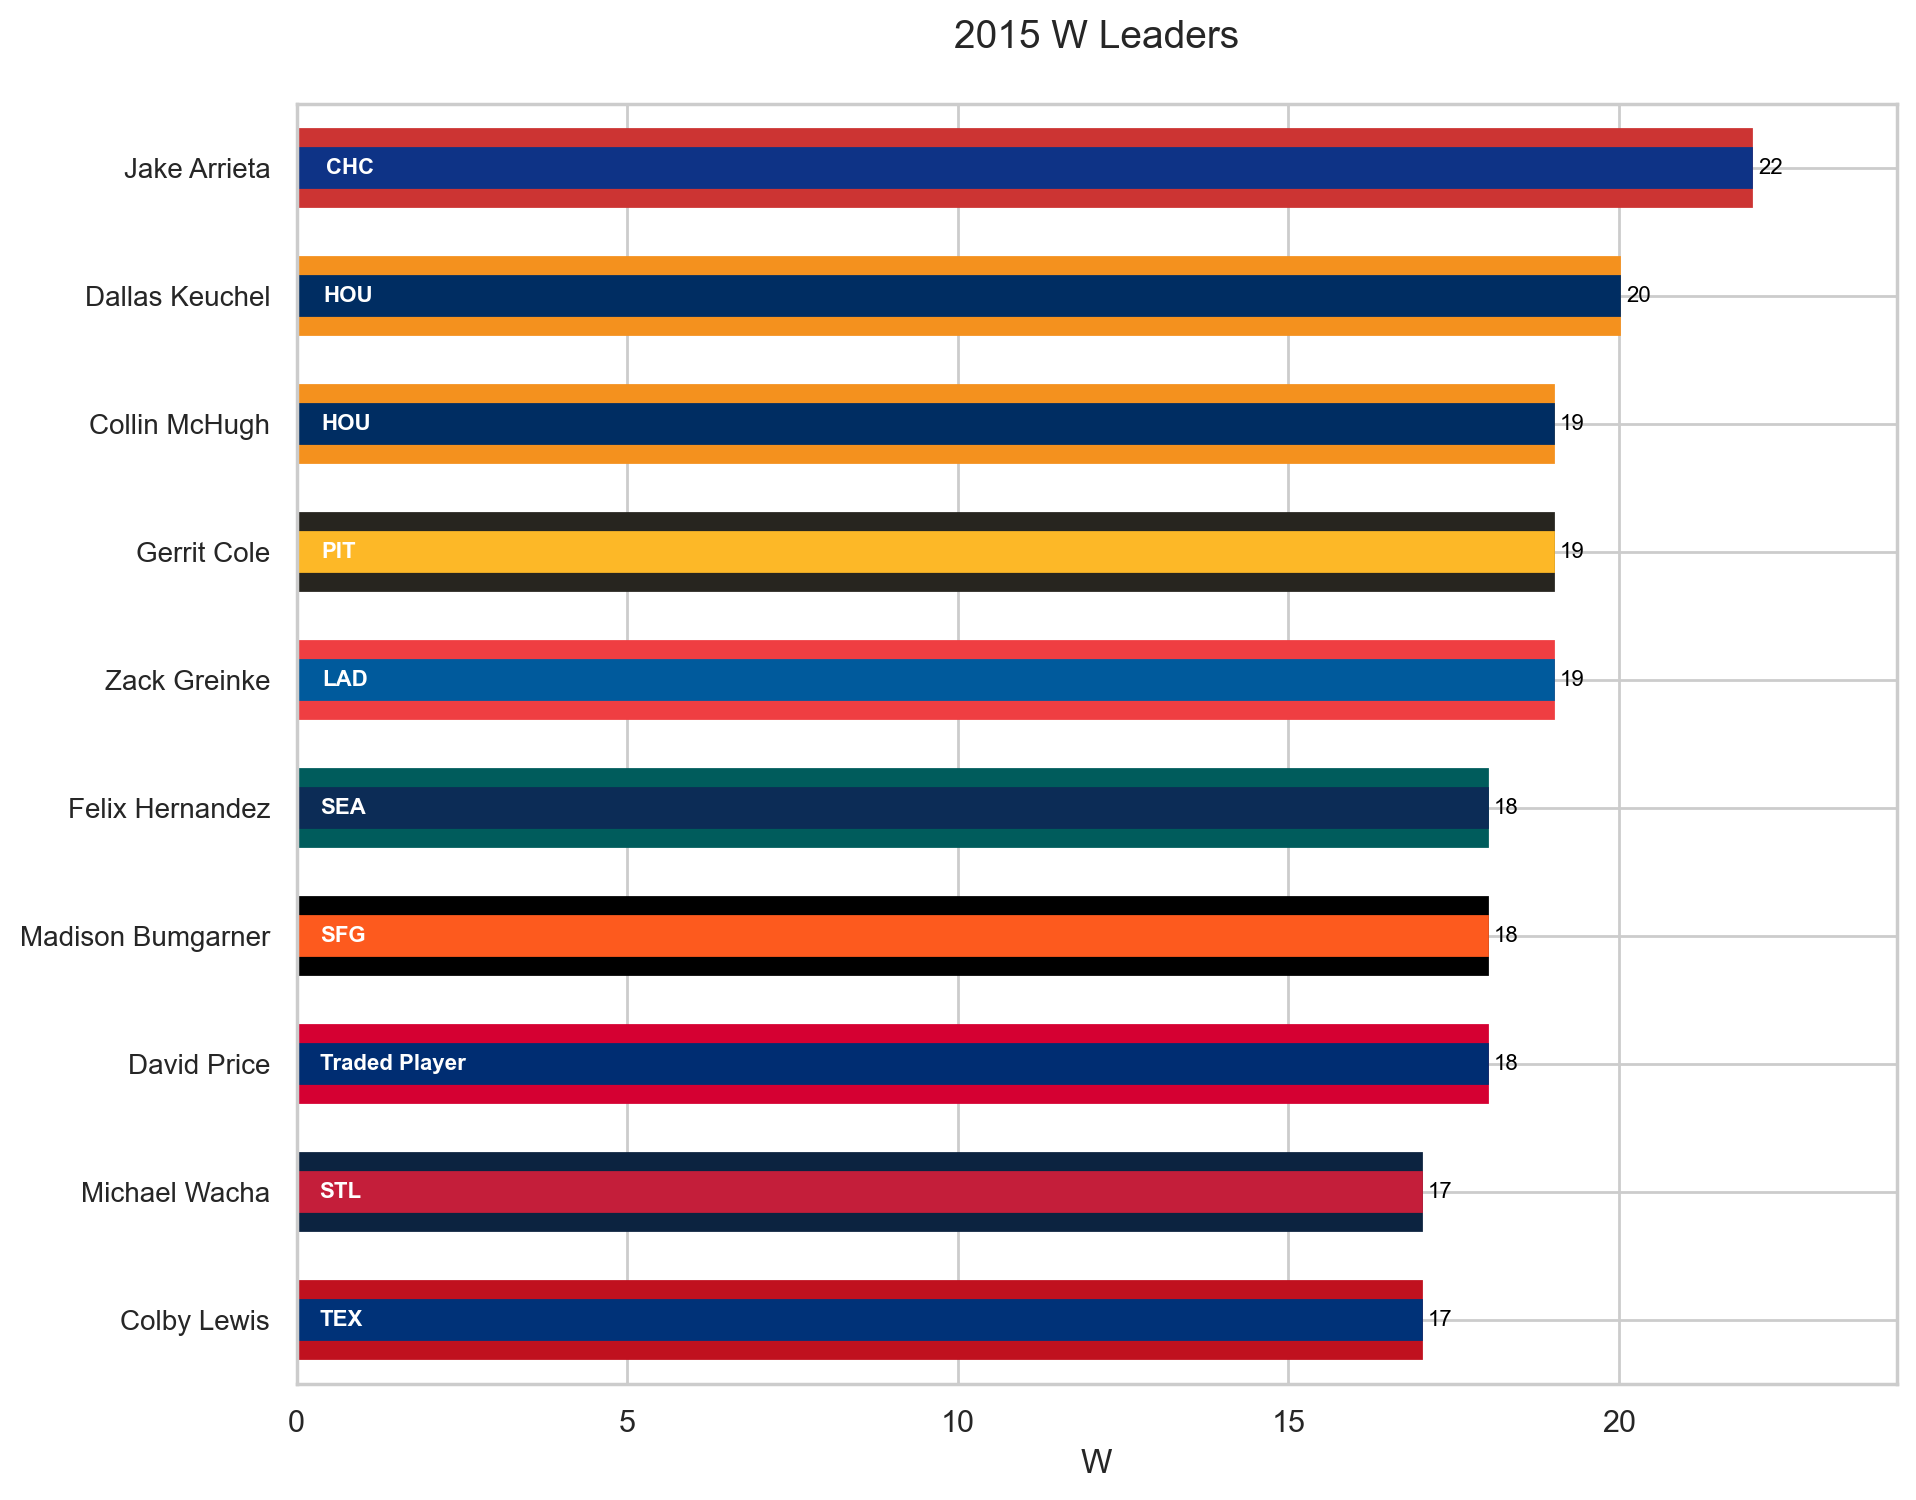 2015 W Leaders
Jake Arrieta CHC 22
Dallas Keuchel HOU 20
Collin McHugh HOU 19
Gerrit Cole PIT 19
Zack Greinke LAD 19
Felix Hernandez SEA 18
Madison Bumgarner SFG 18
David Price Traded Player 18
Michael Wacha STL 17
Colby Lewis TEX 17
0 5 10 15 20
W